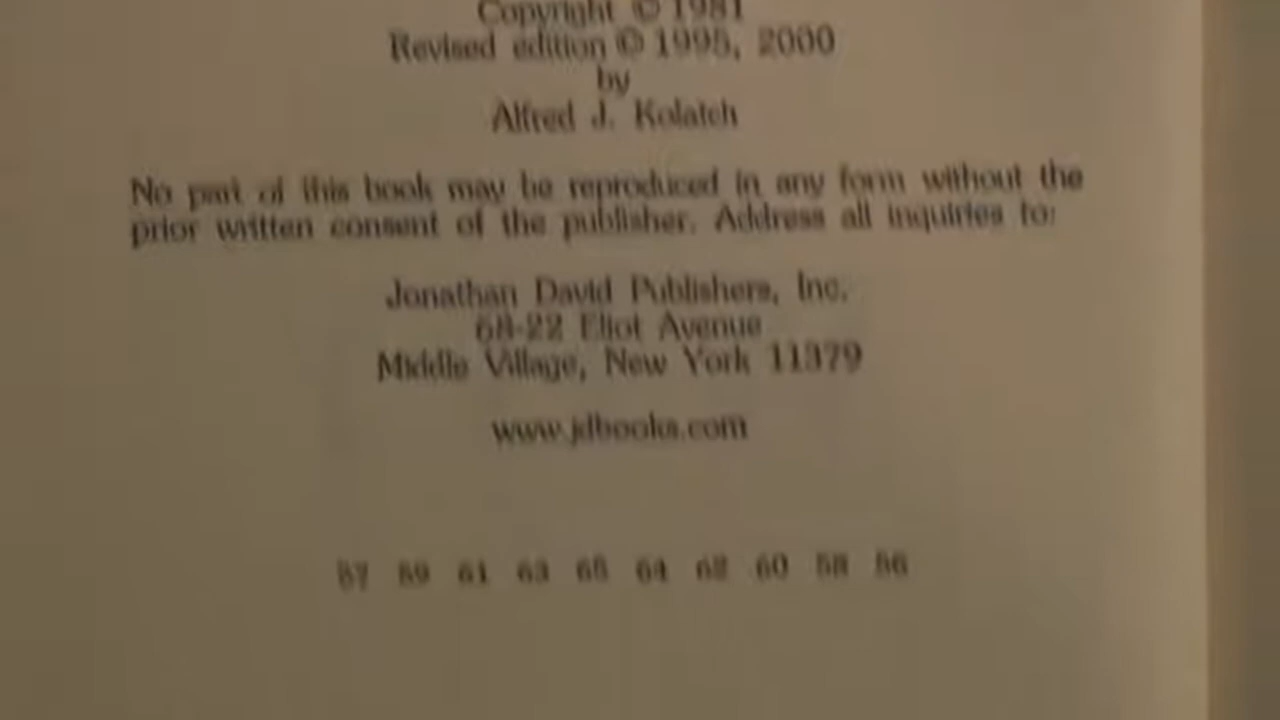 Copyright © 1981
Revised edition © 1995, 2000
by
Alfred J. Kolatch
No part of this book may be reproduced in any form without the
prior written consent of the publisher. Address all inquiries to:
Jonathan David Publishers, Inc.
68-22 Eliot Avenue
Middle Village, New York 11379
www.jdbooks.com
57 59 61 63 65 64 62 60 58 56